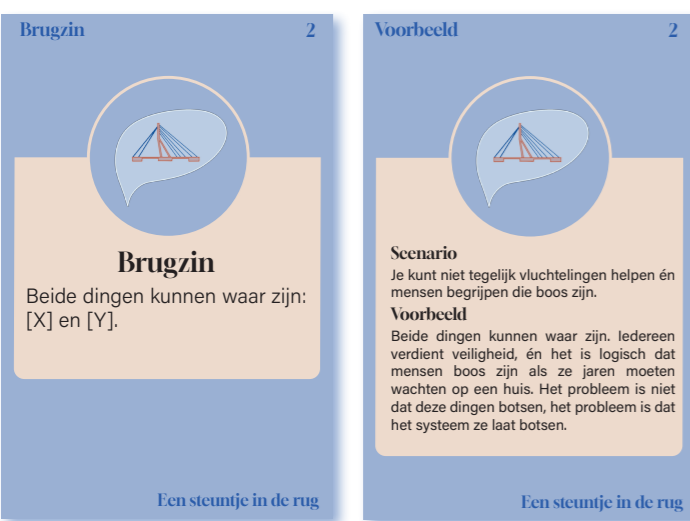 Brugzin 2
Brugzin
Beide dingen kunnen waar zijn:
[X] en [Y].
Een steuntje in de rug
Voorbeeld 2
Scenario
Je kunt niet tegelijk vluchtelingen helpen én
mensen begrijpen die boos zijn.
Voorbeeld
Beide dingen kunnen waar zijn. Iedereen
verdient veiligheid, én het is logisch dat
mensen boos zijn als ze jaren moeten
wachten op een huis. Het probleem is niet
dat deze dingen botsen, het probleem is dat
het systeem ze laat botsen.
Een steuntje in de rug